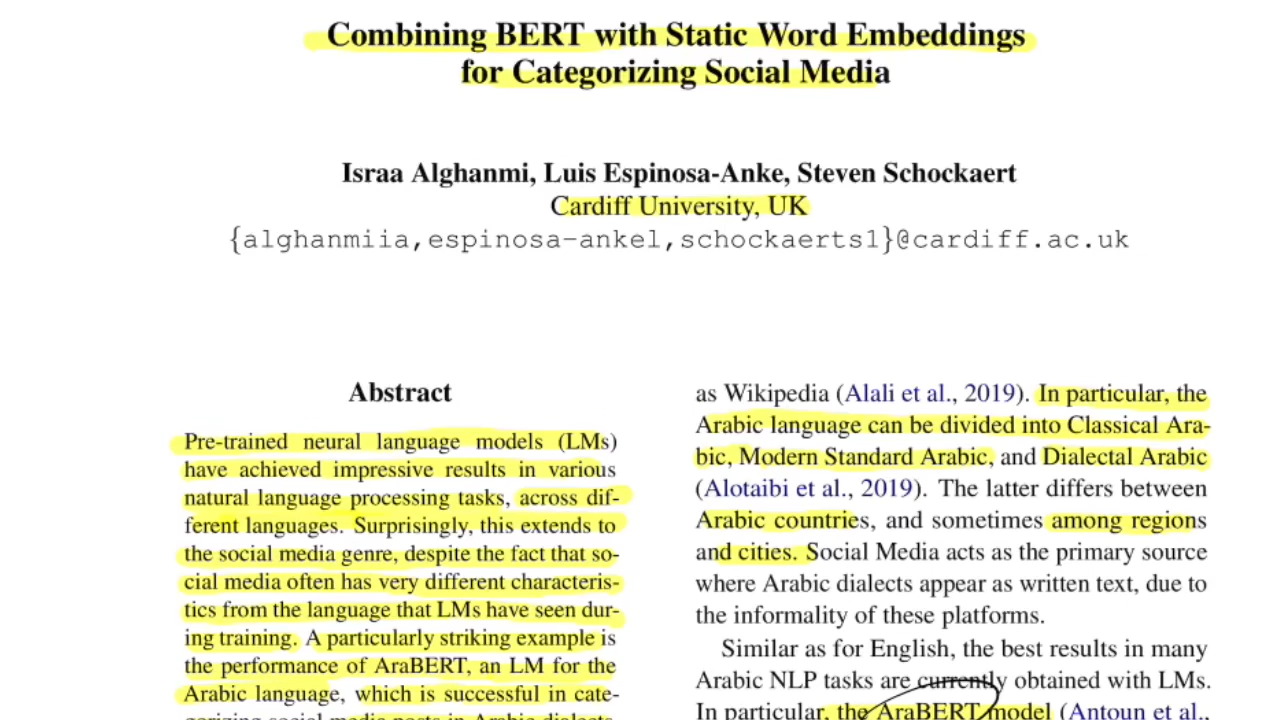 Combining BERT with Static Word Embeddings
for Categorizing Social Media
Israa Alghanmi, Luis Espinosa-Anke, Steven Schockaert
Cardiff University, UK
{alghanmiia,espinosa-ankel,schockaerts1}@cardiff.ac.uk
Abstract
Pre-trained neural language models (LMs)
have achieved impressive results in various
natural language processing tasks, across dif-
ferent languages. Surprisingly, this extends to
the social media genre, despite the fact that so-
cial media often has very different characteris-
tics from the language that LMs have seen dur-
ing training. A particularly striking example is
the performance of AraBERT, an LM for the
Arabic language, which is successful in cate-
gorizing social media posts in Arabic dialects,
as Wikipedia (Alali et al., 2019). In particular, the
Arabic language can be divided into Classical Ara-
bic, Modern Standard Arabic, and Dialectal Arabic
(Alotaibi et al., 2019). The latter differs between
Arabic countries, and sometimes among regions
and cities. Social Media acts as the primary source
where Arabic dialects appear as written text, due to
the informality of these platforms.
Similar as for English, the best results in many
Arabic NLP tasks are currently obtained with LMs.
In particular, the AraBERT model (Antoun et al.,